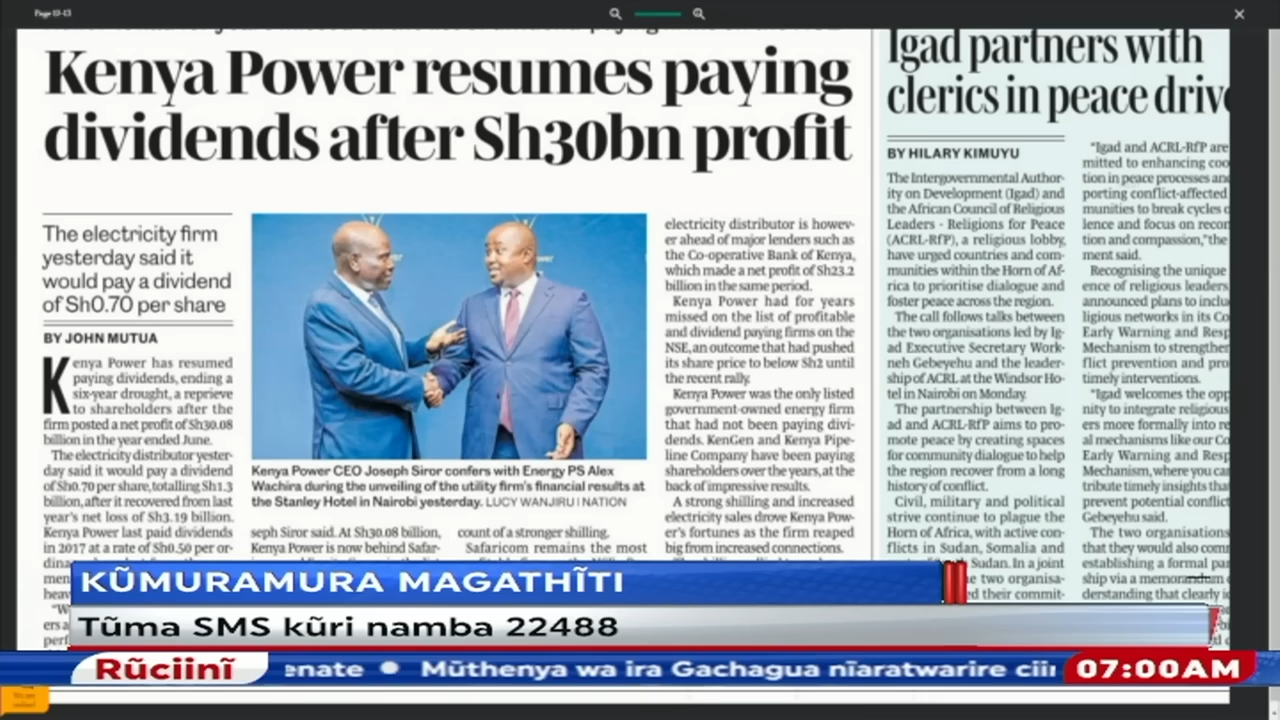 Page 12-13
Kenya Power resumes paying
dividends after Sh30bn profit
The electricity firm
yesterday said it
would pay a dividend
of Sh0.70 per share
BY JOHN MUTUA
Kenya Power has resumed
paying dividends, ending a
six-year drought, a reprieve
to shareholders after the
firm posted a net profit of Sh30.08
billion in the year ended June.
The electricity distributor yester-
day said it would pay a dividend
of Sh0.70 per share, totalling Sh1.3
billion, after it recovered from last
year's net loss of Sh3.19 billion.
Kenya Power last paid dividends
in 2017 at a rate of Sh0.50 per or-
Kenya Power CEO Joseph Siror confers with Energy PS Alex
Wachira during the unveiling of the utility firm's financial results at
the Stanley Hotel in Nairobi yesterday. LUCY WANJIRU I NATION
seph Siror said. At Sh30.08 billion,
Kenya Power is now behind Safar-
count of a stronger shilling.
Safaricom remains the most
electricity distributor is howev-
er ahead of major lenders such as
the Co-operative Bank of Kenya,
which made a net profit of Sh23.2
billion in the same period.
Kenya Power had for years
missed on the list of profitable
and dividend paying firms on the
NSE, an outcome that had pushed
its share price to below Sh2 until
the recent rally.
Kenya Power was the only listed
government-owned energy firm
that had not been paying divi-
dends. KenGen and Kenya Pipe-
line Company have been paying
shareholders over the years, at the
back of impressive results.
A strong shilling and increased
electricity sales drove Kenya Pow-
er's fortunes as the firm reaped
big from increased connections.
Igad partners with
clerics in peace drive
BY HILARY KIMUYU
The Intergovernmental Author-
ity on Development (Igad) and
the African Council of Religious
Leaders - Religions for Peace
(ACRL-RfP), a religious lobby,
have urged countries and com-
munities within the Horn of Af-
rica to prioritise dialogue and
foster peace across the region.
The call follows talks between
the two organisations led by Ig-
ad Executive Secretary Work-
neh Gebeyehu and the leader-
ship of ACRL at the Windsor Ho-
tel in Nairobi on Monday.
The partnership between Ig-
ad and ACRL-RfP aims to pro-
mote peace by creating spaces
for community dialogue to help
the region recover from a long
history of conflict.
Civil, military and political
strive continue to plague the
Horn of Africa, with active con-
flicts in Sudan, Somalia and
Sudan. In a joint
two organisa-
their commit-
"Igad and ACRL-RfP are
mitted to enhancing coo
tion in peace processes and
porting conflict-affected
munities to break cycles o
lence and focus on recon
tion and compassion," the
ment said.
Recognising the unique
ence of religious leaders
announced plans to inclu
ligious networks in its Co
Early Warning and Resp
Mechanism to strengthen
flict prevention and pro
timely interventions.
"Igad welcomes the opp
nity to integrate religious
ers more formally into re
al mechanisms like our Co
Mechanism, where you can
tribute timely insights that
prevent potential conflict
Gebeyehu said.
The two organisations
that they would also comm
establishing a formal par
ship via a memorandum o
derstanding that clearly i
KŨMURAMURA MAGATHĨTI
Tũma SMS kũri namba 22488
Rũciinĩ
enate ● Mũthenya wa ira Gachagua nĩaratwarire ciir
07:00AM